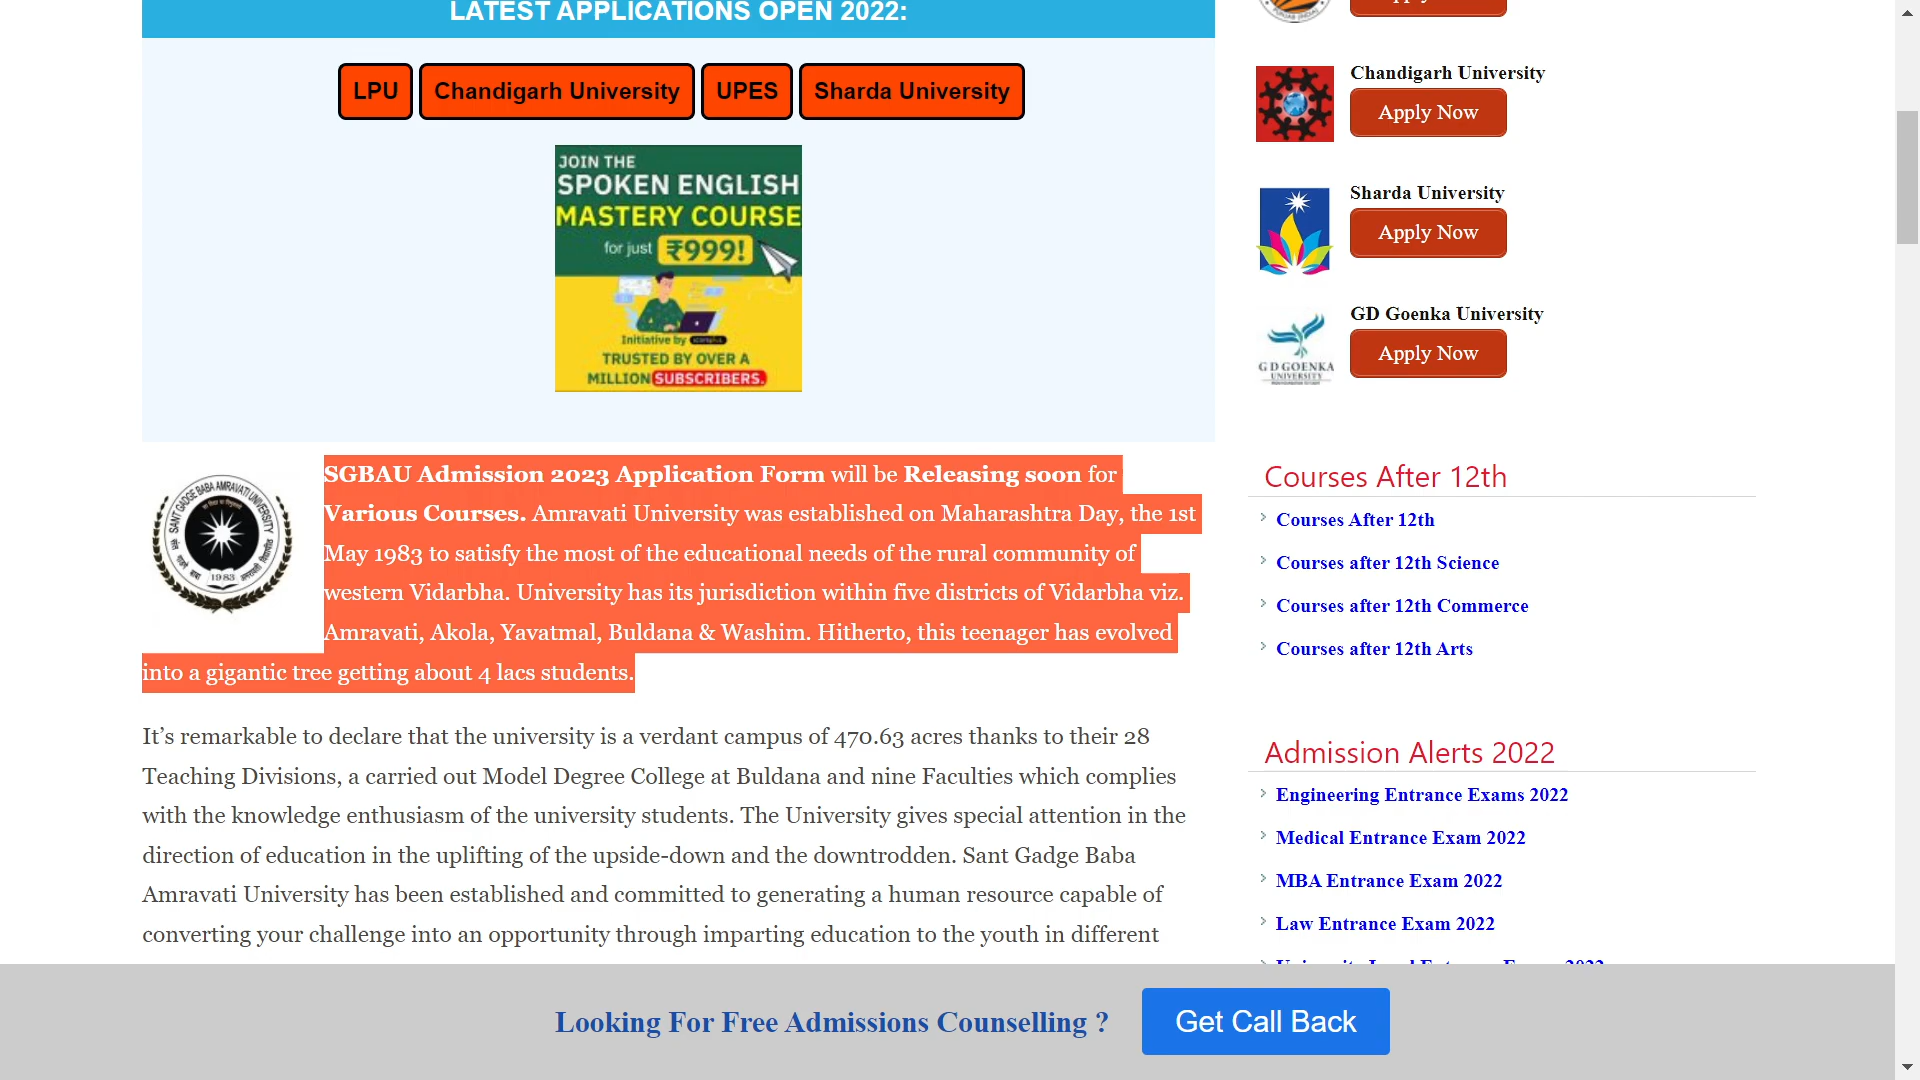 LATEST APPLICATIONS OPEN 2022:
LPU
Chandigarh University
UPES
Sharda University
JOIN THE
SPOKEN ENGLISH
MASTERY COURSE
for just ₹999!
Initiative by
TRUSTED BY OVER A
MILLION SUBSCRIBERS.
SGBAU Admission 2023 Application Form will be Releasing soon for
Various Courses. Amravati University was established on Maharashtra Day, the 1st
May 1983 to satisfy the most of the educational needs of the rural community of
western Vidarbha. University has its jurisdiction within five districts of Vidarbha viz.
Amravati, Akola, Yavatmal, Buldana & Washim. Hitherto, this teenager has evolved
into a gigantic tree getting about 4 lacs students.
SANT GADGE BABA AMRAVATI UNIVERSITY
1983
It’s remarkable to declare that the university is a verdant campus of 470.63 acres thanks to their 28
Teaching Divisions, a carried out Model Degree College at Buldana and nine Faculties which complies
with the knowledge enthusiasm of the university students. The University gives special attention in the
direction of education in the uplifting of the upside-down and the downtrodden. Sant Gadge Baba
Amravati University has been established and committed to generating a human resource capable of
converting your challenge into an opportunity through imparting education to the youth in different
Chandigarh University
Apply Now
Sharda University
Apply Now
GD Goenka University
Apply Now
G D GOENKA
UNIVERSITY
Courses After 12th
Courses After 12th
Courses after 12th Science
Courses after 12th Commerce
Courses after 12th Arts
Admission Alerts 2022
Engineering Entrance Exams 2022
Medical Entrance Exam 2022
MBA Entrance Exam 2022
Law Entrance Exam 2022
Looking For Free Admissions Counselling ?
Get Call Back